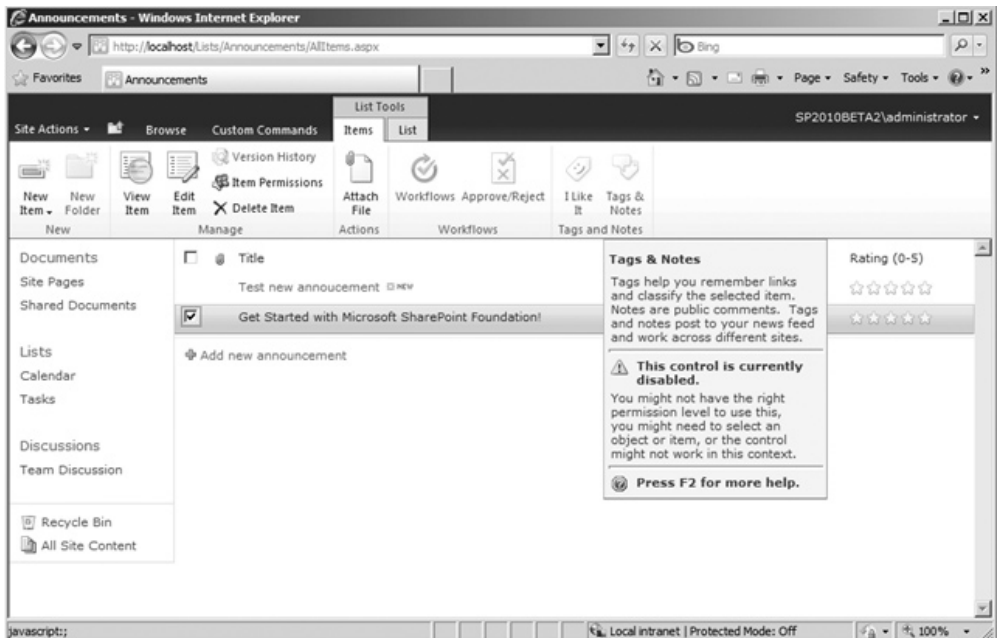 Announcements - Windows Internet Explorer
http://localhost/Lists/Announcements/AllItems.aspx
Bing
Favorites
Announcements
Page
Safety
Tools
»
List Tools
SP2010BETA2\administrator
Site Actions
Browse
Custom Commands
Items
List
New Item
New Folder
View Item
Edit Item
Version History
Item Permissions
Delete Item
Attach File
Workflows
Approve/Reject
I Like It
Tags & Notes
New
Manage
Actions
Workflows
Tags and Notes
Documents
Site Pages
Shared Documents
Lists
Calendar
Tasks
Discussions
Team Discussion
Recycle Bin
All Site Content
Title
Rating (0-5)
Test new annoucement NEW
Get Started with Microsoft SharePoint Foundation!
Add new announcement
Tags & Notes
Tags help you remember links
and classify the selected item.
Notes are public comments. Tags
and notes post to your news feed
and work across different sites.
This control is currently
disabled.
You might not have the right
permission level to use this,
you might need to select an
object or item, or the control
might not work in this context.
Press F2 for more help.
javascript:;
Local intranet | Protected Mode: Off
100%